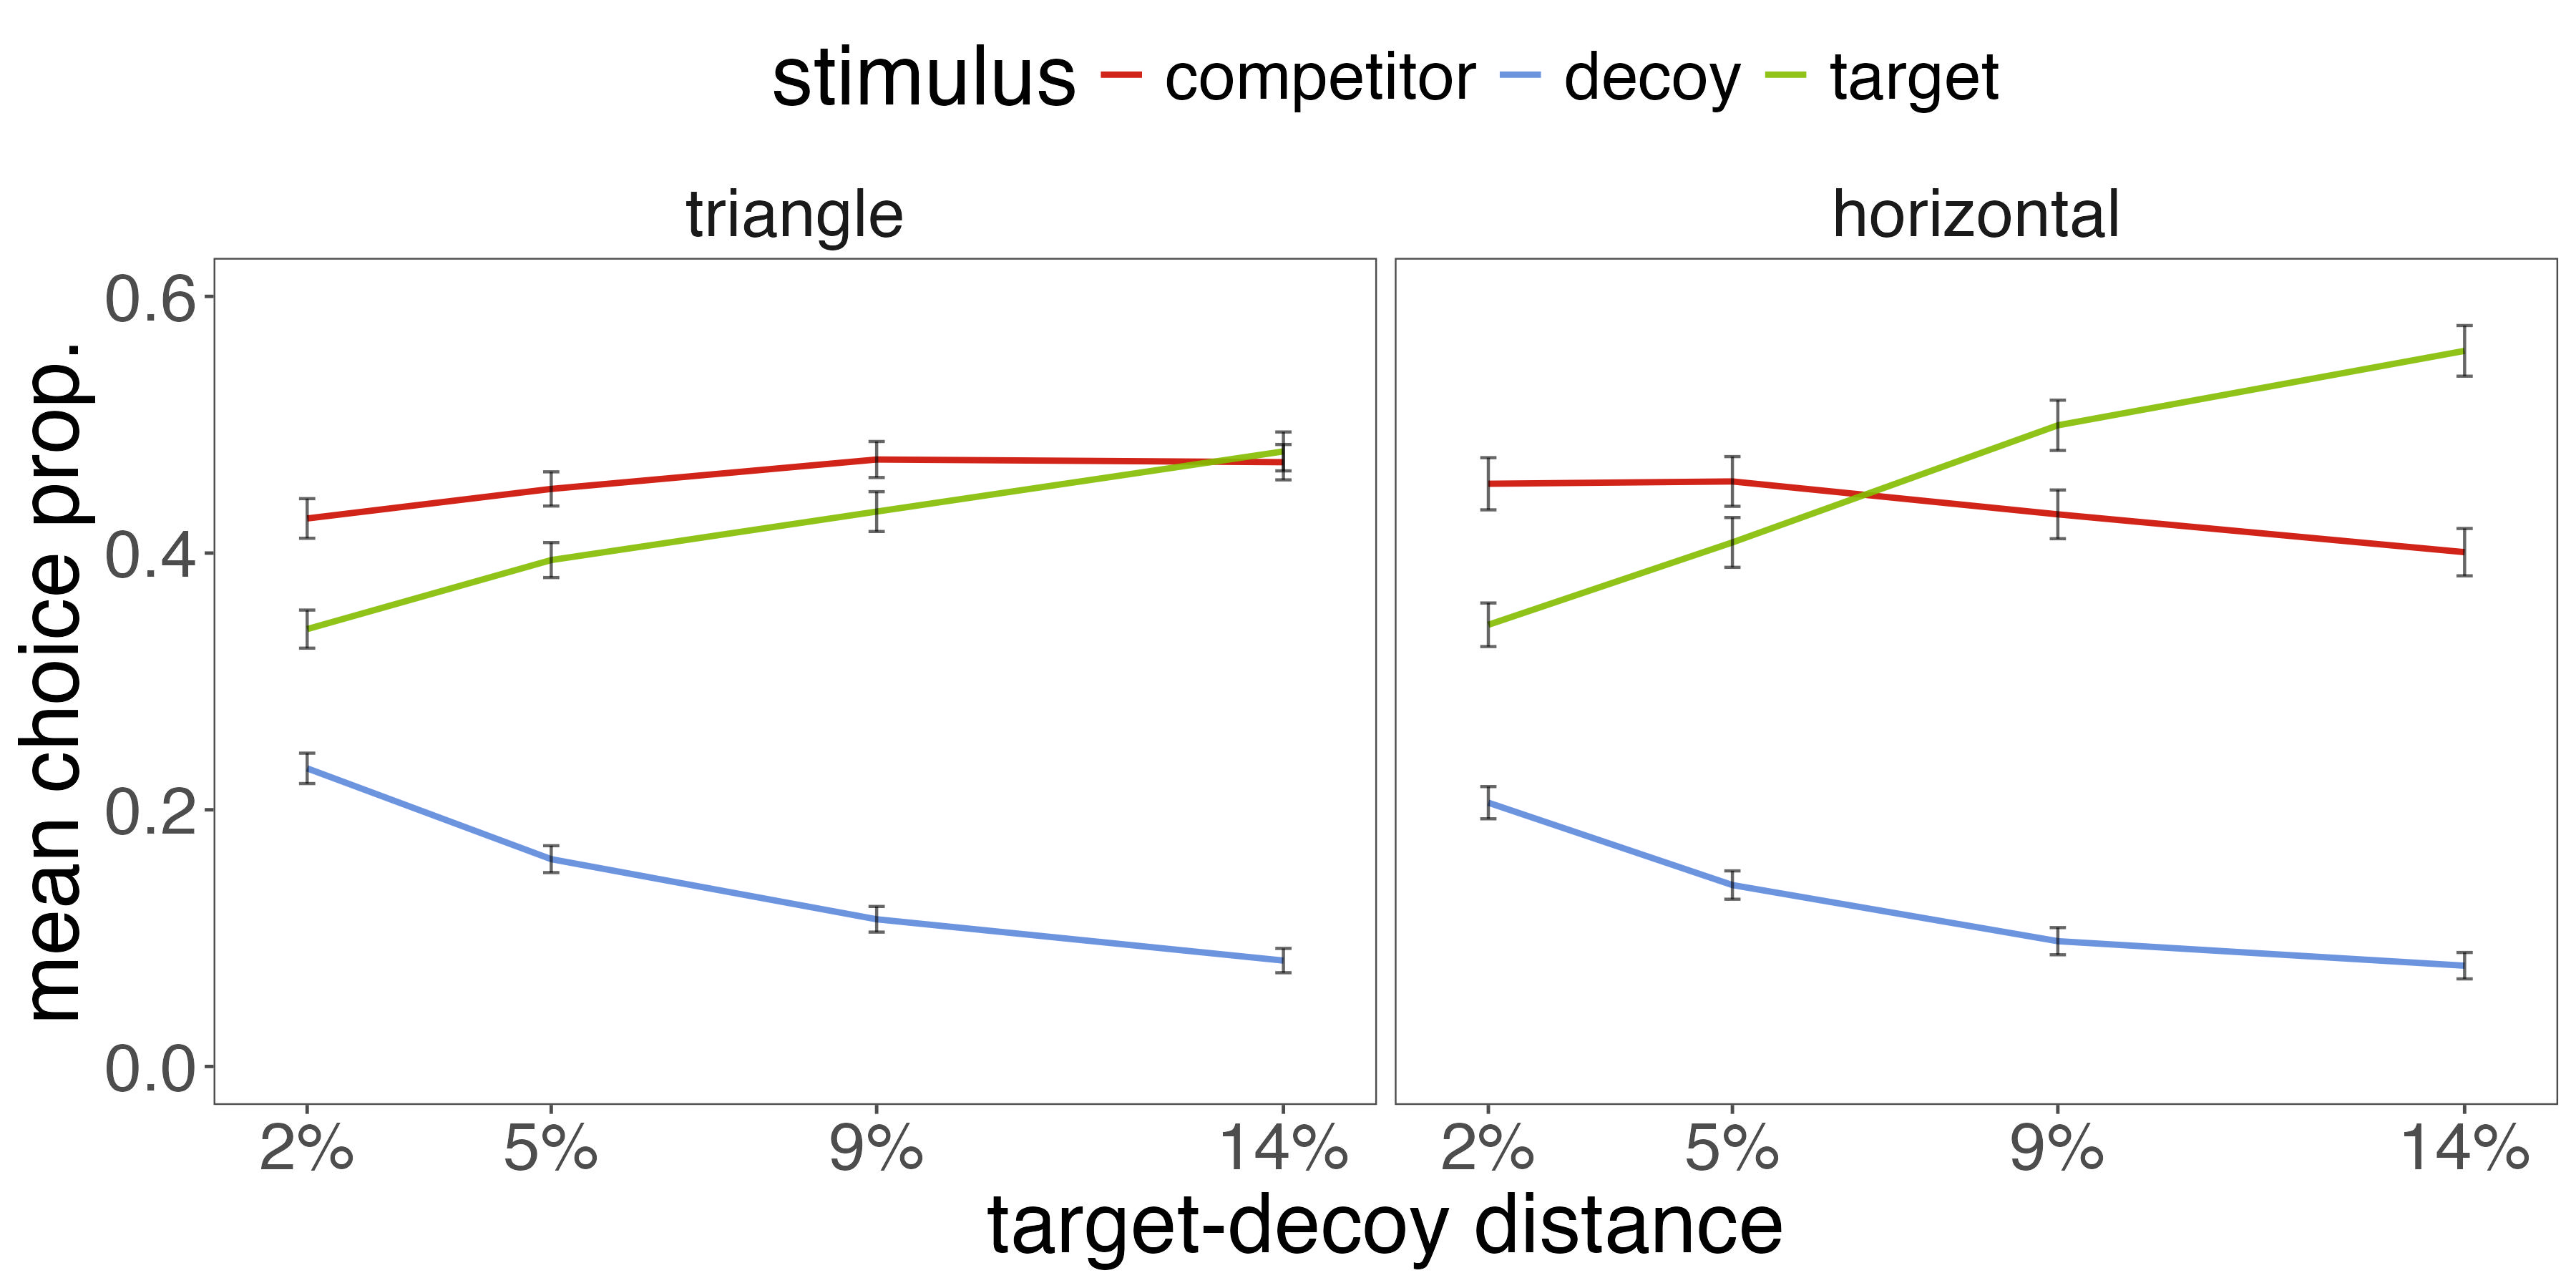 stimulus competitor decoy target
triangle
horizontal
mean choice prop.
0.6
0.4
0.2
0.0
2% 5% 9% 14%
2% 5% 9% 14%
target-decoy distance